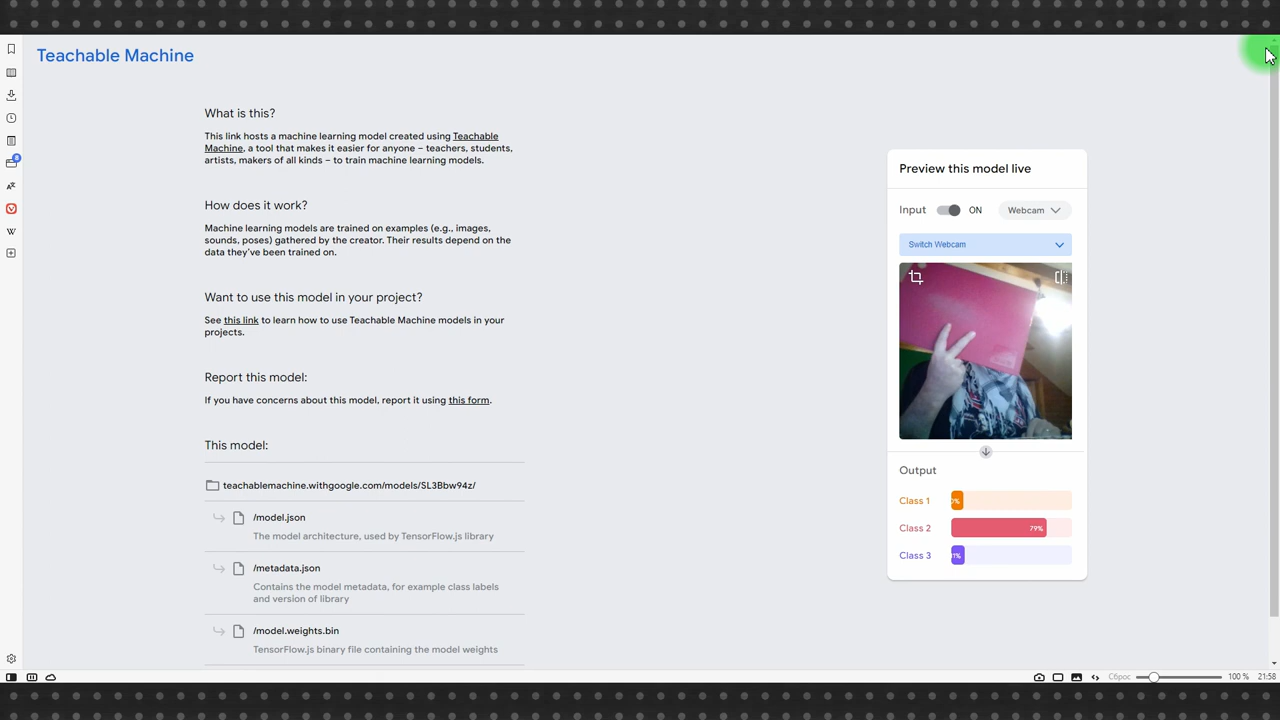 Teachable Machine
What is this?
This link hosts a machine learning model created using Teachable
Machine, a tool that makes it easier for anyone – teachers, students,
artists, makers of all kinds – to train machine learning models.
How does it work?
Machine learning models are trained on examples (e.g., images,
sounds, poses) gathered by the creator. Their results depend on the
data they've been trained on.
Want to use this model in your project?
See this link to learn how to use Teachable Machine models in your
projects.
Report this model:
If you have concerns about this model, report it using this form.
This model:
teachablemachine.withgoogle.com/models/SL3Bbw94z/
/model.json
The model architecture, used by TensorFlow.js library
/metadata.json
Contains the model metadata, for example class labels
and version of library
/model.weights.bin
TensorFlow.js binary file containing the model weights
Preview this model live
Input ON Webcam
Switch Webcam
Output
Class 1
Class 2 79%
Class 3
8
Сброс 100 % 21:58